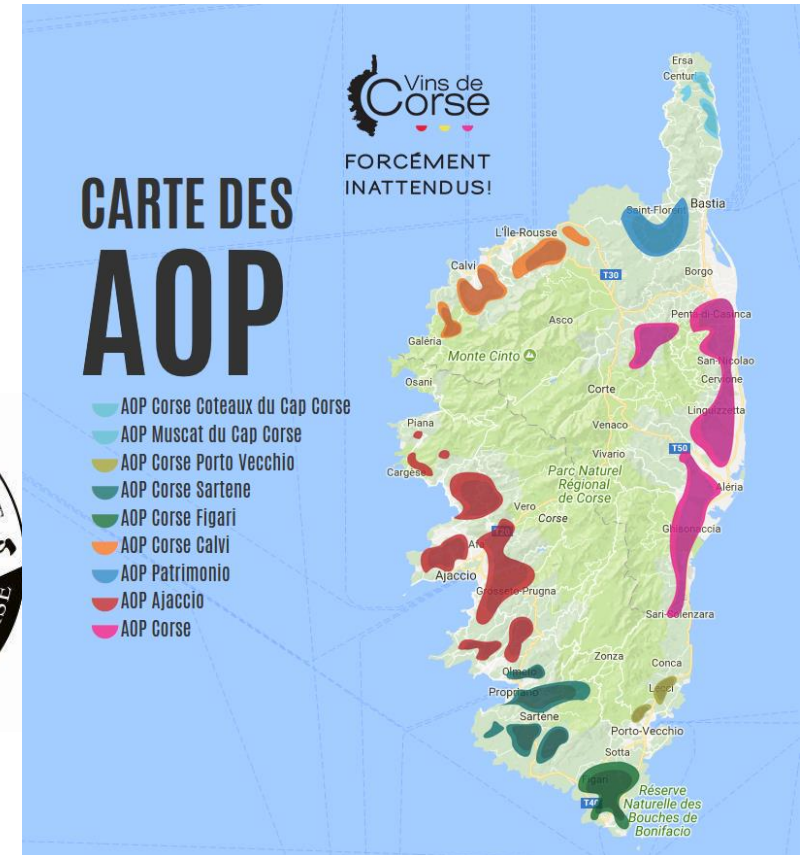 Vins de
Corse
FORCÉMENT
INATTENDUS!
CARTE DES
AOP
AOP Corse Coteaux du Cap Corse
AOP Muscat du Cap Corse
AOP Corse Porto Vecchio
AOP Corse Sartene
AOP Corse Figari
AOP Corse Calvi
AOP Patrimonio
AOP Ajaccio
AOP Corse
Ersa
Centuri
Saint-Florent
Bastia
L'Île-Rousse
Calvi
T30
Borgo
Galéria
Asco
Penta-di-Casinca
Monte Cinto
San-Nicolao
Osani
Corte
Cervione
Linguizzetta
Piana
Venaco
Cargèse
Vivario
T50
Parc Naturel
Régional
de Corse
Aléria
Vero
Corse
Ghisonaccia
Ajaccio
Grosseto-Prugna
Sari-Solenzara
Zonza
Conca
Olmeto
Lecci
Propriano
Sartène
Porto-Vecchio
Sotta
Figari
T40
Réserve
Naturelle des
Bouches de
Bonifacio